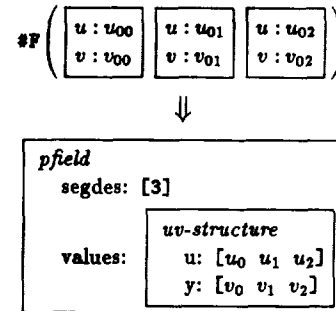 #F ( u : u₀₀ u : u₀₁ u : u₀₂ )
v : v₀₀ v : v₀₁ v : v₀₂
⇓
pfield
segdes: [3]
uv-structure
values: u: [u₀ u₁ u₂]
y: [v₀ v₁ v₂]